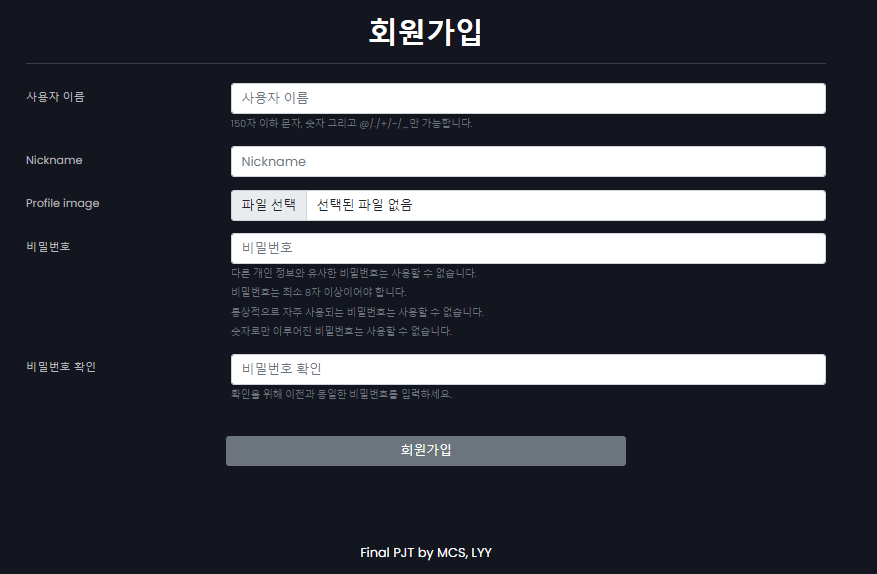 회원가입
사용자 이름
사용자 이름
150자 이하 문자, 숫자 그리고 @/./+/-/_만 가능합니다.
Nickname
Nickname
Profile image
파일 선택 선택된 파일 없음
비밀번호
비밀번호
다른 개인 정보와 유사한 비밀번호는 사용할 수 없습니다.
비밀번호는 최소 8자 이상이어야 합니다.
통상적으로 자주 사용되는 비밀번호는 사용할 수 없습니다.
숫자로만 이루어진 비밀번호는 사용할 수 없습니다.
비밀번호 확인
비밀번호 확인
확인을 위해 이전과 동일한 비밀번호를 입력하세요.
회원가입
Final PJT by MCS, LYY